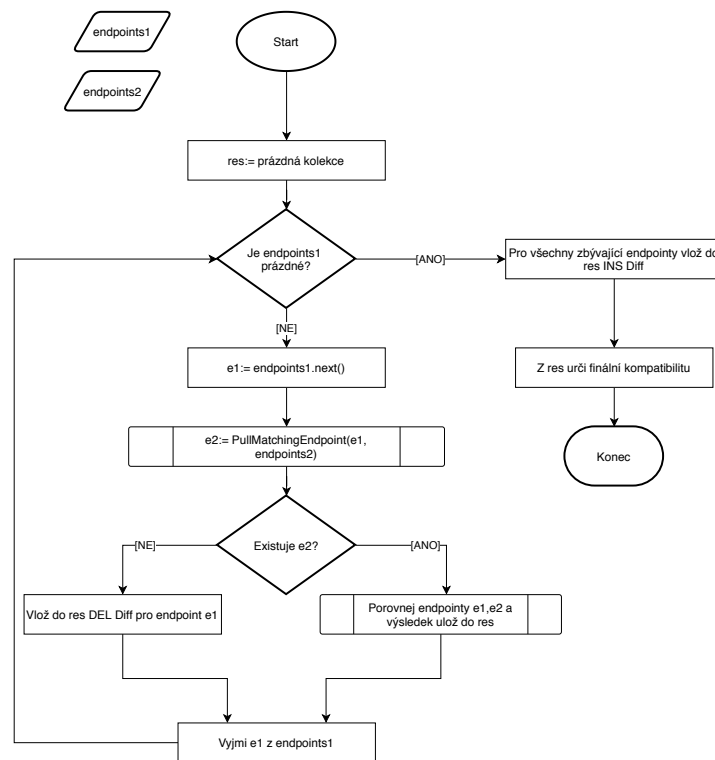 endpoints1
Start
endpoints2
res:= prázdná kolekce
Je endpoints1
prázdné?
[ANO]
Pro všechny zbývající endpointy vlož do
res INS Diff
[NE]
e1:= endpoints1.next()
Z res urči finální kompatibilitu
e2:= PullMatchingEndpoint(e1,
endpoints2)
Konec
Existuje e2?
[NE]
[ANO]
Vlož do res DEL Diff pro endpoint e1
Porovnej endpointy e1,e2 a
výsledek ulož do res
Vyjmi e1 z endpoints1